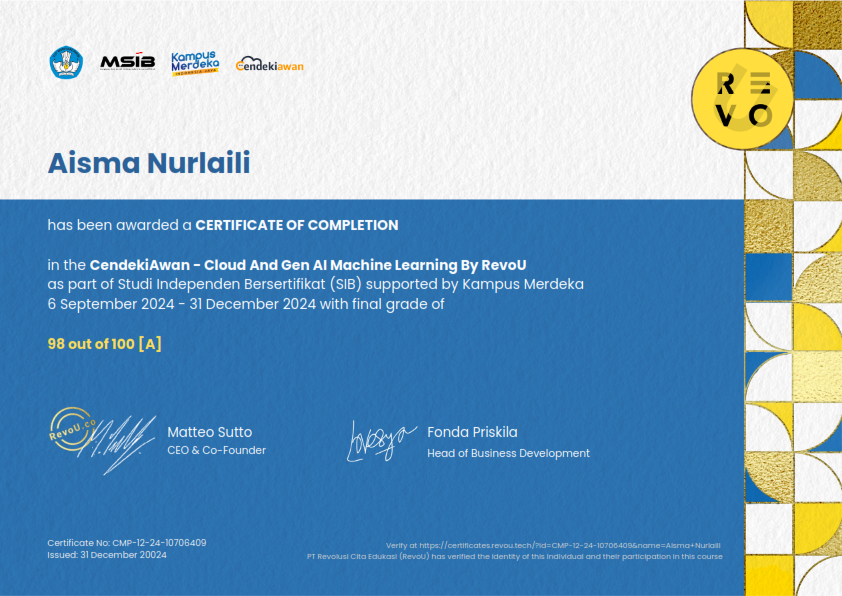 MSIB
Kampus
Merdeka
INDONESIA JAYA
Cendekiawan
RE
VO
Aisma Nurlaili
has been awarded a CERTIFICATE OF COMPLETION
in the CendekiAwan - Cloud And Gen AI Machine Learning By RevoU
as part of Studi Independen Bersertifikat (SIB) supported by Kampus Merdeka
6 September 2024 - 31 December 2024 with final grade of
98 out of 100 [A]
RevoU.co
Matteo Sutto
CEO & Co-Founder
Fonda Priskila
Head of Business Development
Certificate No: CMP-12-24-10706409
Issued: 31 December 20024
Verify at https://certificates.revou.tech/?id=CMP-12-24-10706409&name=Aisma+Nurlaili
PT Revolusi Cita Edukasi (RevoU) has verified the identity of this individual and their participation in this course